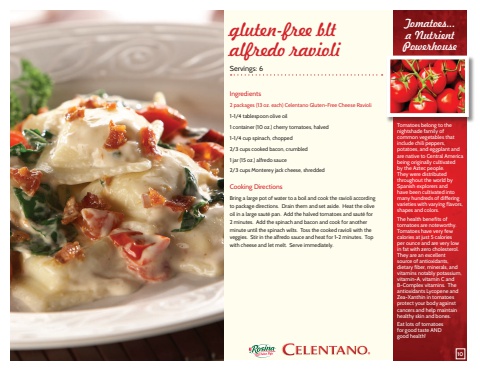 gluten-free blt
alfredo ravioli
Servings: 6
Ingredients
2 packages (13 oz. each) Celentano Gluten-Free Cheese Ravioli
1-1/4 tablespoon olive oil
1 container (10 oz.) cherry tomatoes, halved
1-1/4 cup spinach, chopped
2/3 cups cooked bacon, crumbled
1 jar (15 oz.) alfredo sauce
2/3 cups Monterey jack cheese, shredded
Cooking Directions
Bring a large pot of water to a boil and cook the ravioli according
to package directions. Drain them and set aside. Heat the olive
oil in a large sauté pan. Add the halved tomatoes and sauté for
2 minutes. Add the spinach and bacon and cook for another
minute until the spinach wilts. Toss the cooked ravioli with the
veggies. Stir in the alfredo sauce and heat for 1-2 minutes. Top
with cheese and let melt. Serve immediately.
Rosina
CELENTANO.
Tomatoes...
a Nutrient
Powerhouse
Tomatoes belong to the
nightshade family of
common vegetables that
include chili peppers,
potatoes, and eggplant and
are native to Central America
being originally cultivated
by the Aztec people.
They were distributed
throughout the world by
Spanish explorers and
have been cultivated into
many hundreds of differing
varieties with varying flavors,
shapes and colors.
The health benefits of
tomatoes are noteworthy
Tomatoes have very few
calories at just 5 calories
per ounce and are very low
in fat with zero cholesterol.
They are an excellent
source of antioxidants,
dietary fiber, minerals, and
vitamins notably potassium,
vitamin-A, vitamin C and
B-Complex vitamins. The
antioxidants Lycopene and
Zea-Xanthin in tomatoes
protect your body against
cancers and help maintain
healthy skin and bones.
Eat lots of tomatoes
for good taste AND
good health!
10